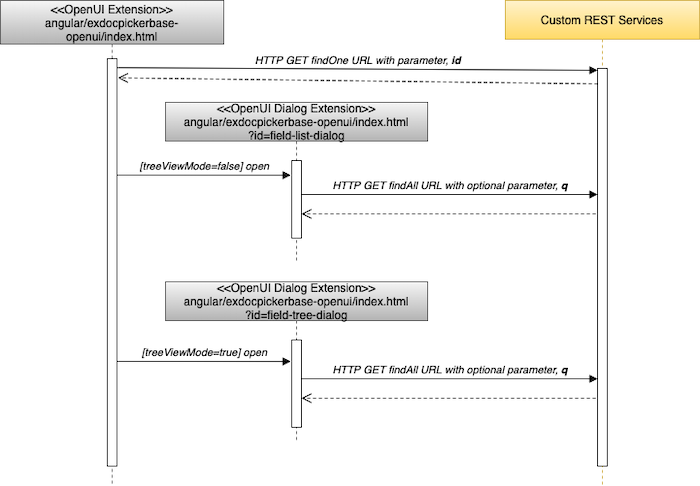 <<OpenUI Extension>>
angular/exdocpickerbase-
openui/index.html
Custom REST Services
HTTP GET findOne URL with parameter, id
<<OpenUI Dialog Extension>>
angular/exdocpickerbase-openui/index.html
?id=field-list-dialog
[treeViewMode=false] open
HTTP GET findAll URL with optional parameter, q
<<OpenUI Dialog Extension>>
angular/exdocpickerbase-openui/index.html
?id=field-tree-dialog
[treeViewMode=true] open
HTTP GET findAll URL with optional parameter, q